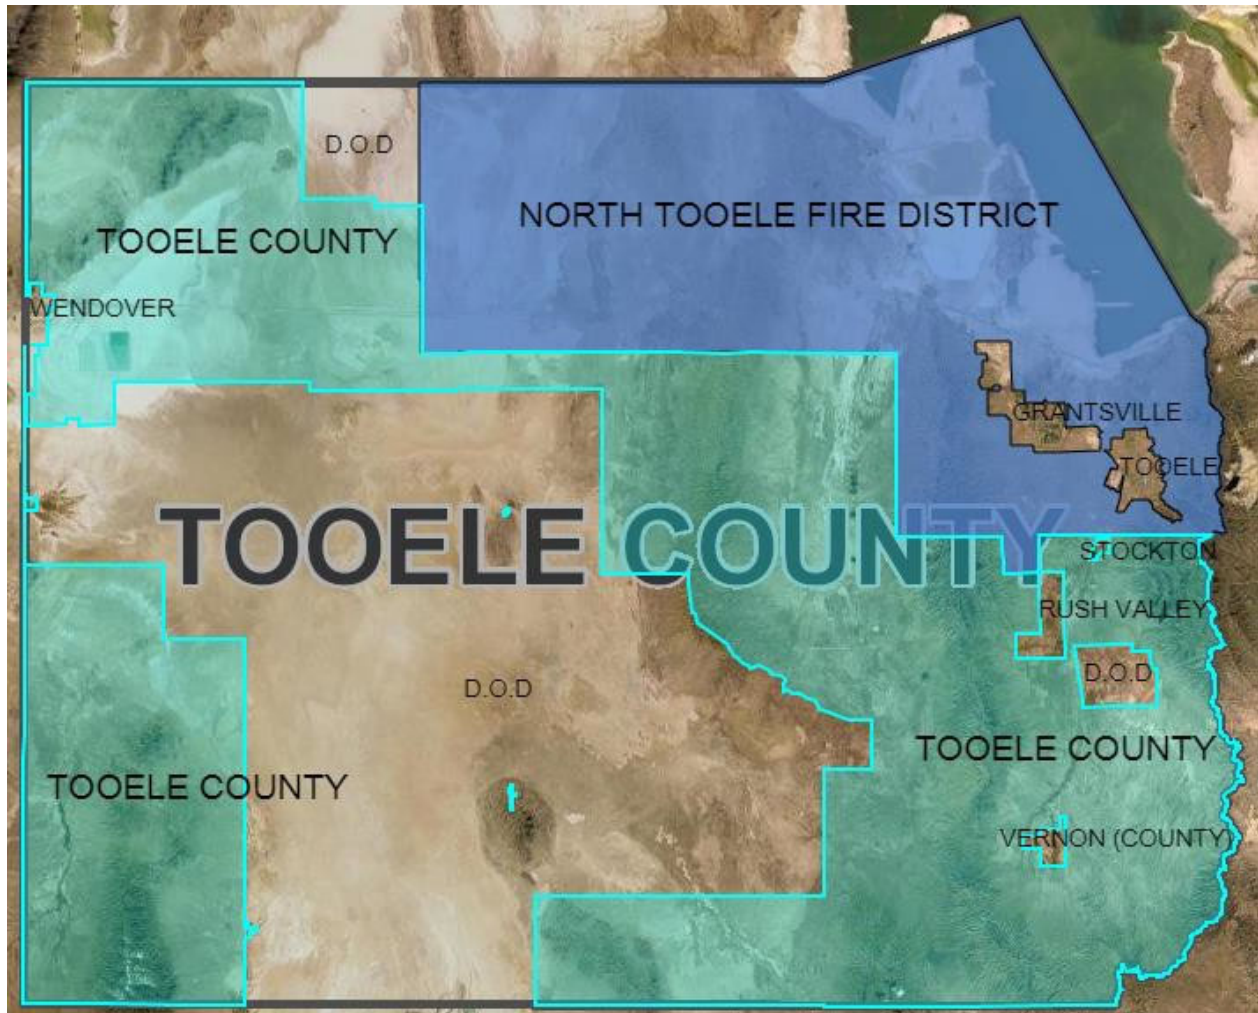 D.O.D
NORTH TOOELE FIRE DISTRICT
TOOELE COUNTY
WENDOVER
GRANTSVILLE
TOOELE
TOOELE COUNTY
STOCKTON
RUSH VALLEY
D.O.D
D.O.D
TOOELE COUNTY
TOOELE COUNTY
VERNON (COUNTY)